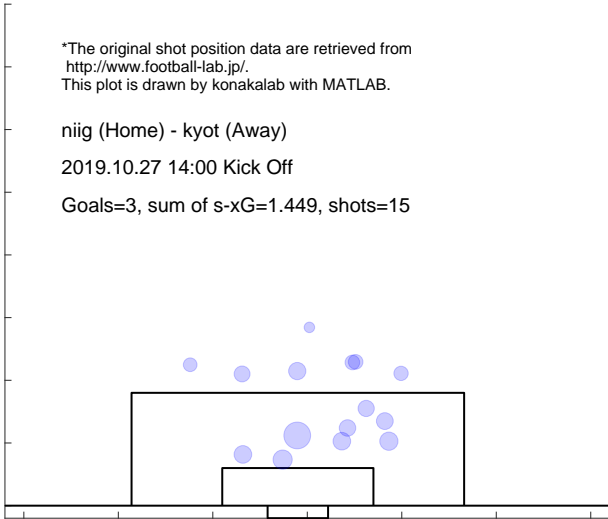 *The original shot position data are retrieved from
http://www.football-lab.jp/.
This plot is drawn by konakalab with MATLAB.
niig (Home) - kyot (Away)
2019.10.27 14:00 Kick Off
Goals=3, sum of s-xG=1.449, shots=15